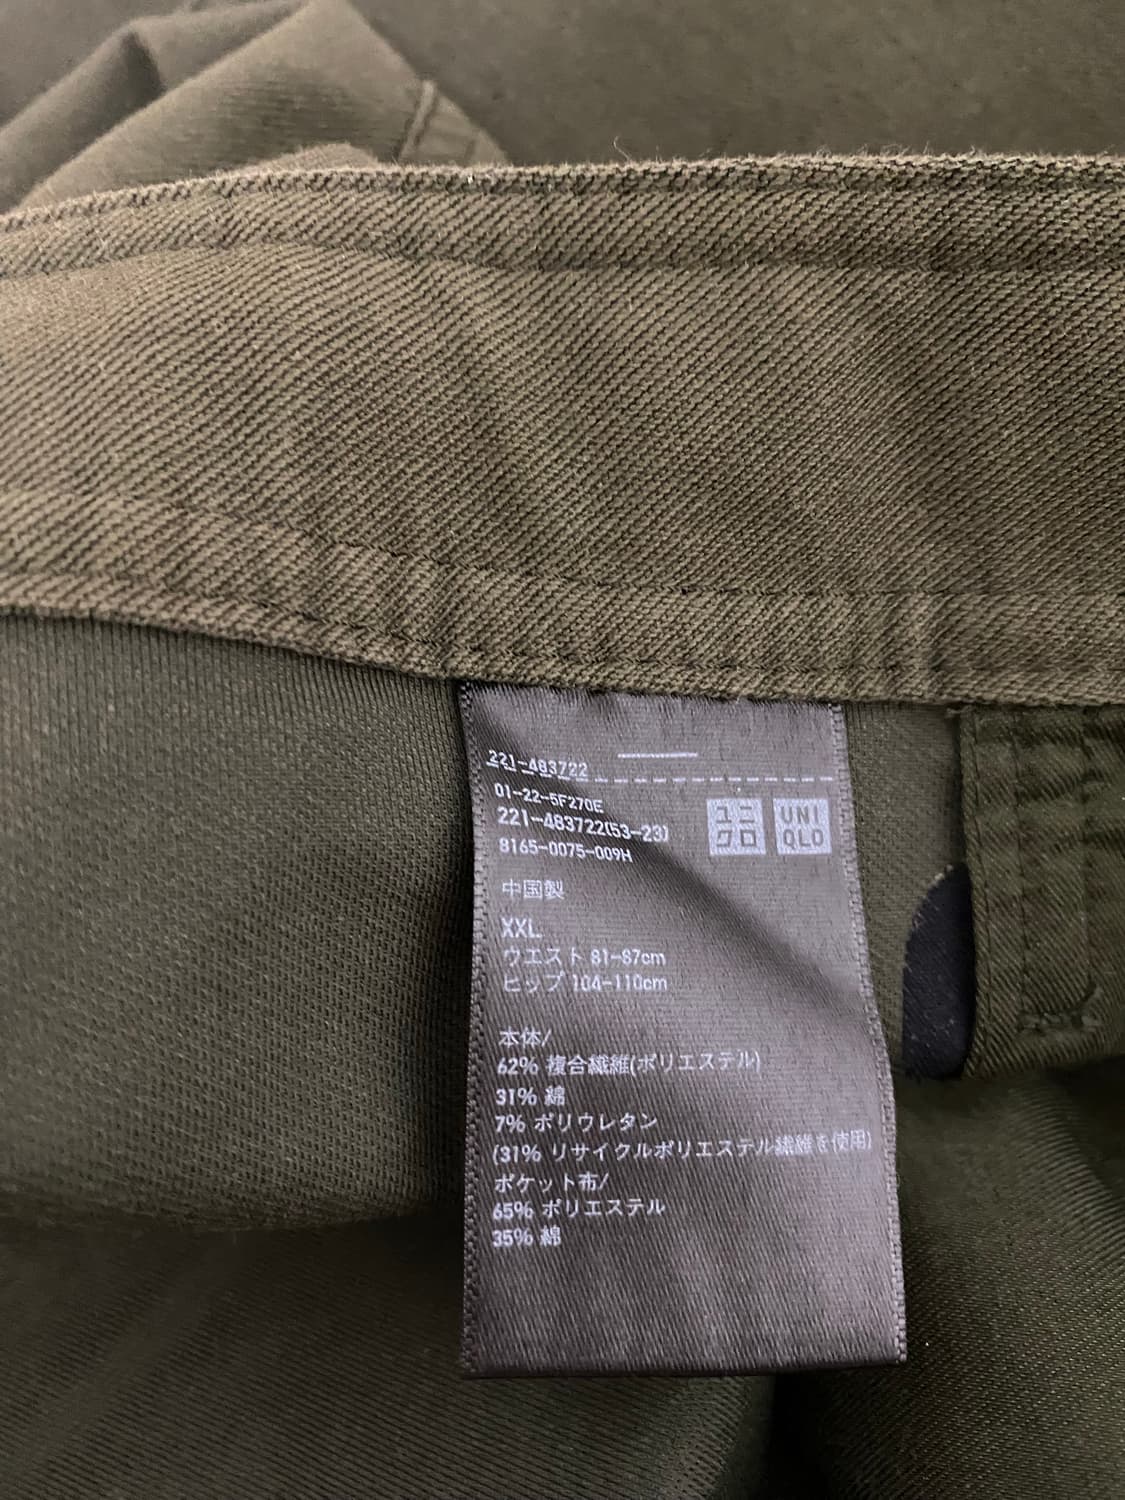 221-483722
01-22-5F270E
221-483722(53-23)
8165-0075-009H
ユニ
クロ
UNI
QLO
中国製
XXL
ウエスト 81-87cm
ヒップ 104-110cm
本体/
62% 複合繊維(ポリエステル)
31% 綿
7% ポリウレタン
(31% リサイクルポリエステル繊維を使用)
ポケット布/
65% ポリエステル
35% 綿